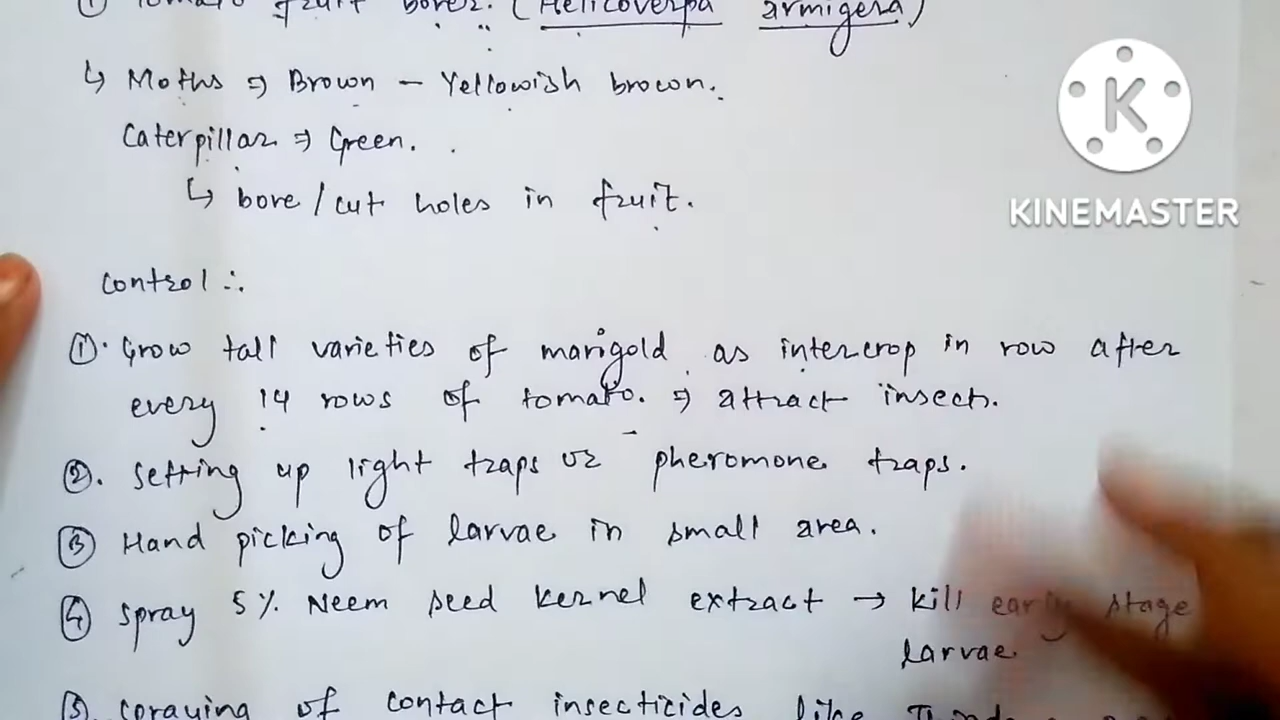 ① Tomato fruit borer. (Helicoverpa armigera)
↳ Moths ⇒ Brown – Yellowish brown.
Caterpillar ⇒ Green.
↳ bore/cut holes in fruit.
K
KINEMASTER
Control ∴
①. Grow tall varieties of marigold as intercrop in row after
every 14 rows of tomato. ⇒ attract insect.
②. Setting up light traps or pheromone traps.
③ Hand picking of larvae in small area.
④ Spray 5% Neem seed kernel extract → kill early stage
larvae.
⑤ Spraying of contact insecticides like